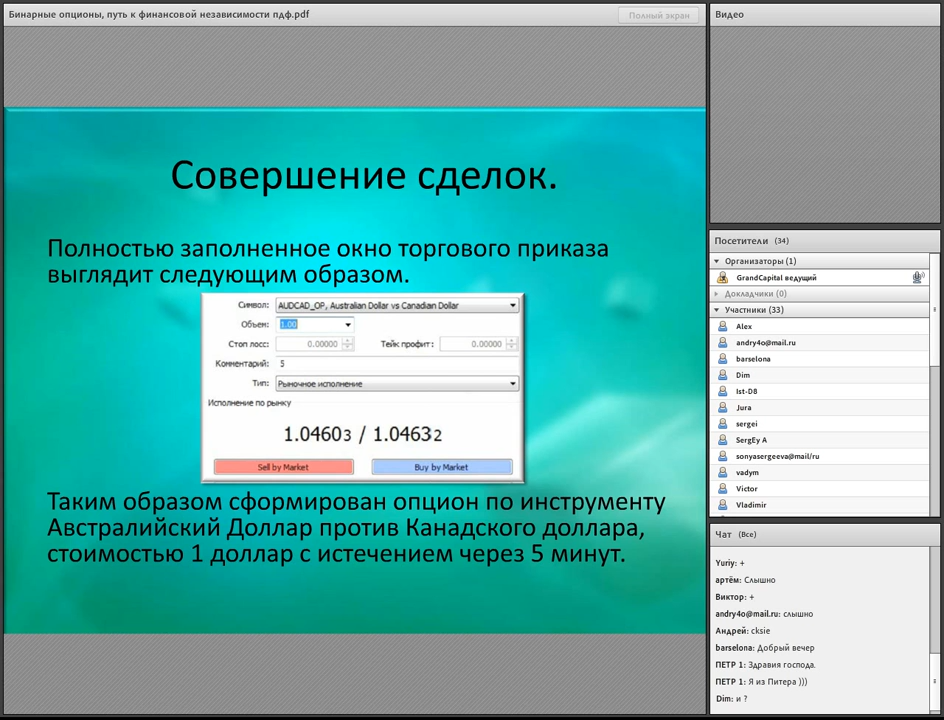 Бинарные опционы, путь к финансовой независимости пдф.pdf
Полный экран
Совершение сделок.
Полностью заполненное окно торгового приказа
выглядит следующим образом.
Символ: AUDCAD_OP, Australian Dollar vs Canadian Dollar
Объем: 1.00
Стоп лосс: 0.00000 Тейк профит: 0.00000
Комментарий: 5
Тип: Рыночное исполнение
Исполнение по рынку
1.04603 / 1.04632
Sell by Market Buy by Market
Таким образом сформирован опцион по инструменту
Австралийский Доллар против Канадского доллара,
стоимостью 1 доллар с истечением через 5 минут.
Видео
Посетители (34)
Организаторы (1)
GrandCapital ведущий
Докладчики (0)
Участники (33)
Alex
andry4o@mail.ru
barselona
Dim
Ist-D8
Jura
sergei
SergEy A
sonyasergeeva@mail/ru
vadym
Victor
Vladimir
Чат (Все)
Yuriy: +
артём: Слышно
Виктор: +
andry4o@mail.ru: слышно
Андрей: cksie
barselona: Добрый вечер
ПЕТР 1: Здравия господа.
ПЕТР 1: Я из Питера )))
Dim: и ?